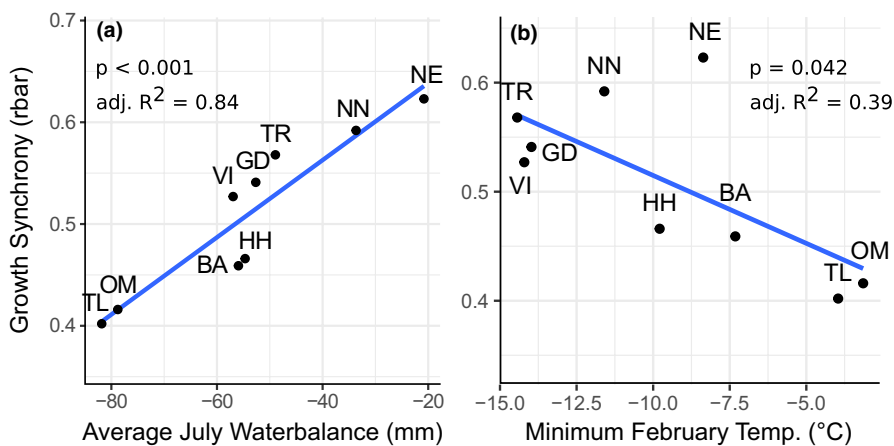 (a)
p < 0.001
adj. R² = 0.84
NE
NN
TR
GD
VI
HH
BA
OM
TL
0.7
0.6
0.5
0.4
−80
−60
−40
−20
Growth Synchrony (rbar)
Average July Waterbalance (mm)
(b)
p = 0.042
adj. R² = 0.39
NE
NN
TR
GD
VI
HH
BA
OM
TL
0.6
0.5
0.4
−15.0
−12.5
−10.0
−7.5
−5.0
Minimum February Temp. (°C)